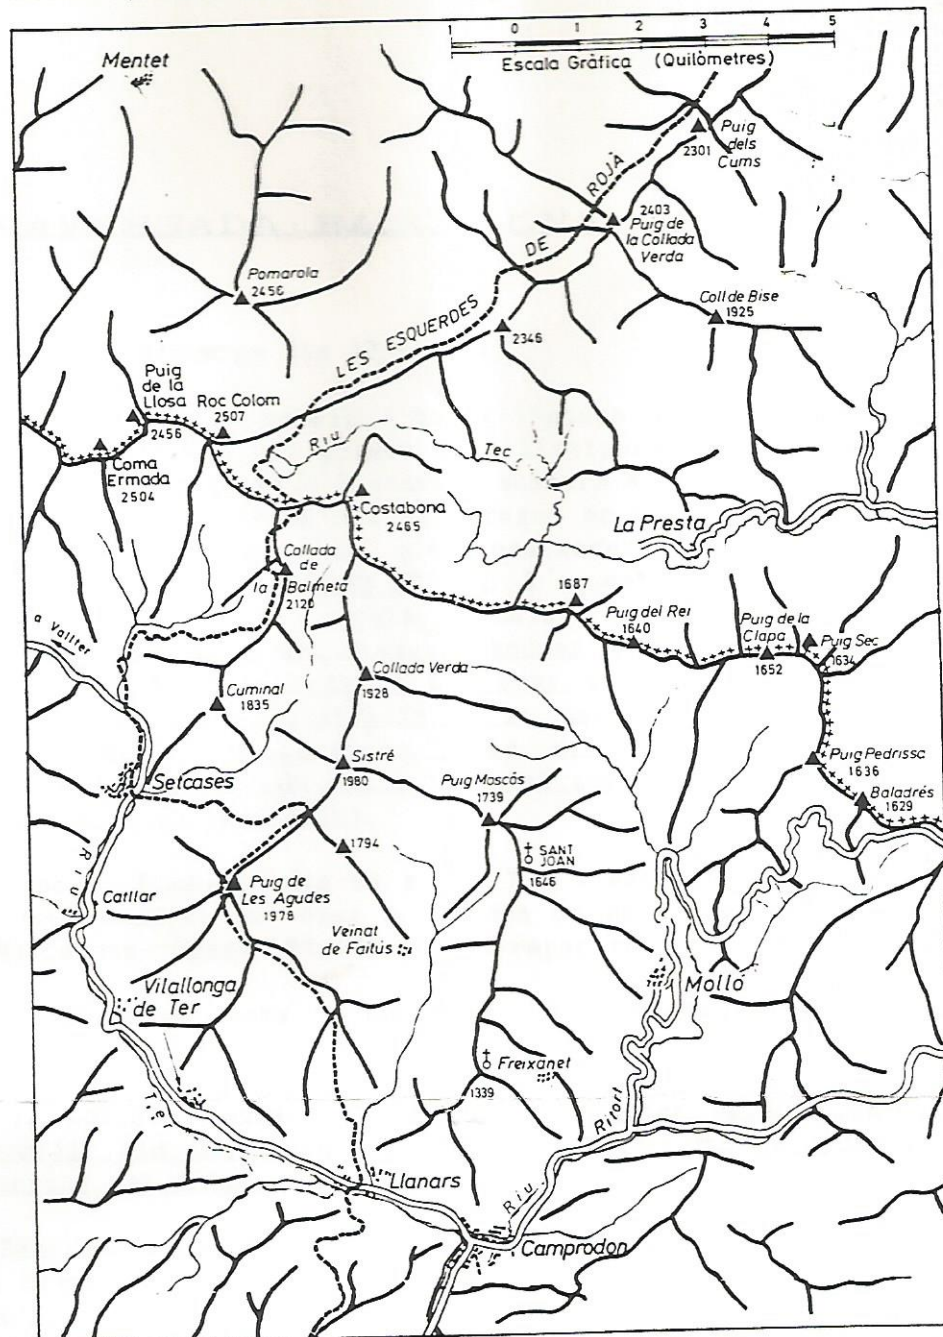 1 0 1 2 3 4 5
Escala Gràfica (Quilòmetres)
Mentet
Puig
dels
Cums
2301
ROJÀ
DE
LES ESQUERDES
2403
Puig de
la Collada
Verda
Pomarola
2456
Coll de Bise
1925
2346
Puig
de la
Llosa
2456
Roc Colom
2507
Riu
Tec
Coma
Ermada
2504
Costabona
2465
La Presta
Collada
de
la Balmeta
2120
a Vallter
1687
Puig del Rei
1640
Puig de la
Clapa
1652
Puig Sec
1634
Collada Verda
1928
Cuminal
1835
Sistré
1980
Puig Moscós
1739
Puig Pedrissa
1636
Baladrés
1629
Setcases
1794
SANT
JOAN
1646
Riu
Catllar
Puig de
Les Agudes
1978
Veinat
de Faitús
Vilallonga
de Ter
Molló
Freixanet
1339
Ter
Ritort
Riu
Llanars
Camprodon